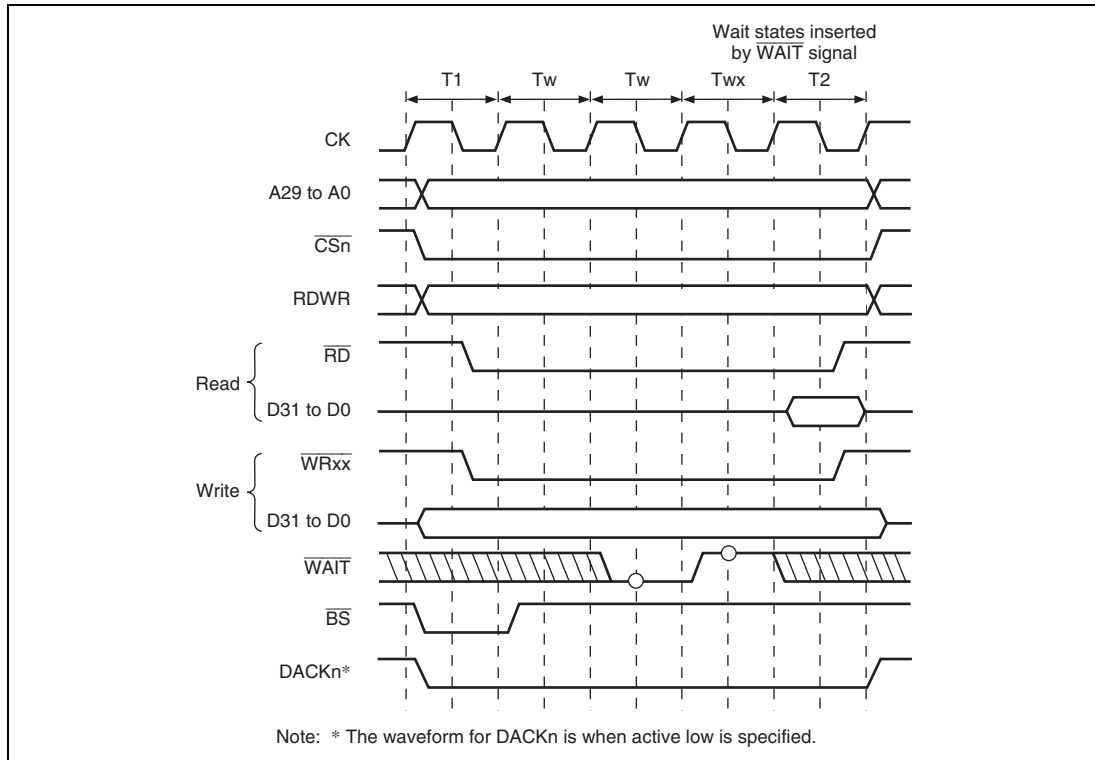 Wait states inserted
by WAIT signal
T1 Tw Tw Twx T2
CK
A29 to A0
CSn
RDWR
RD
Read
D31 to D0
WRxx
Write
D31 to D0
WAIT
BS
DACKn*
Note: * The waveform for DACKn is when active low is specified.